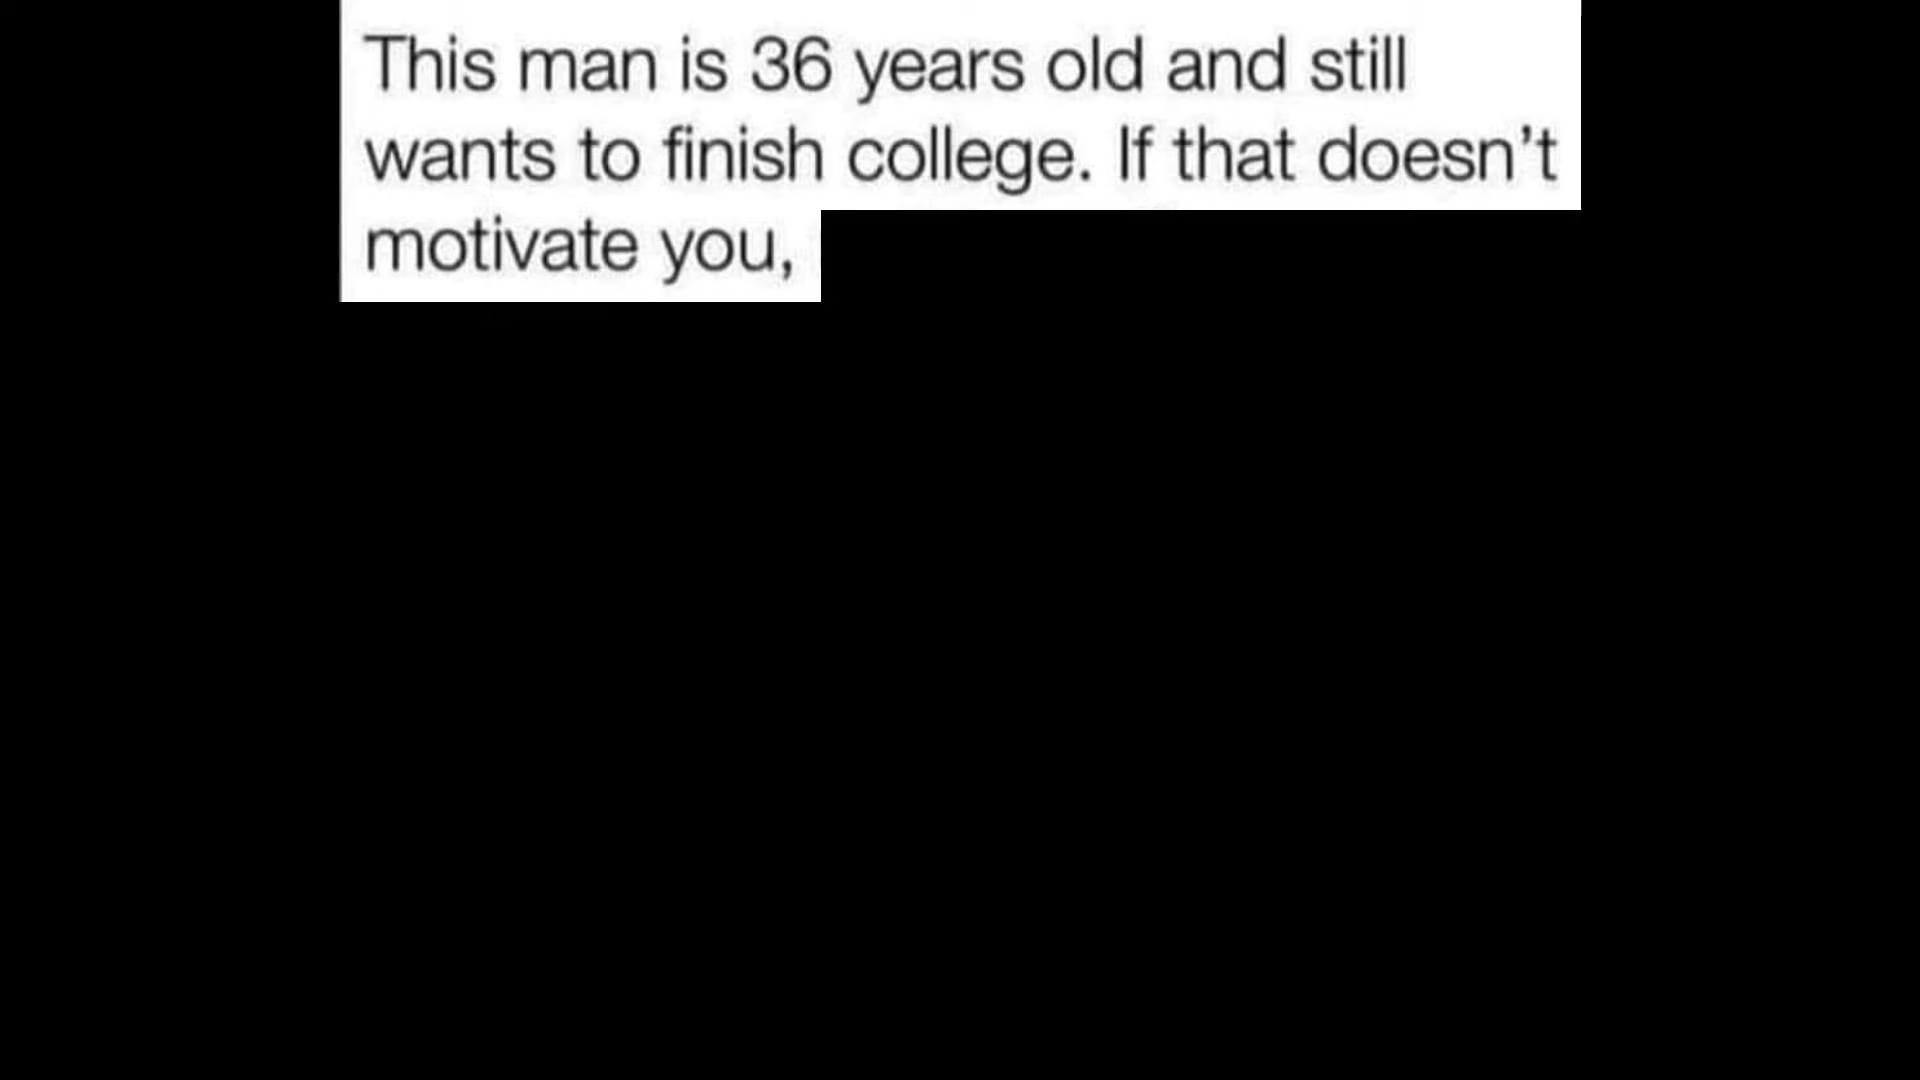 This man is 36 years old and still
wants to finish college. If that doesn’t
motivate you,